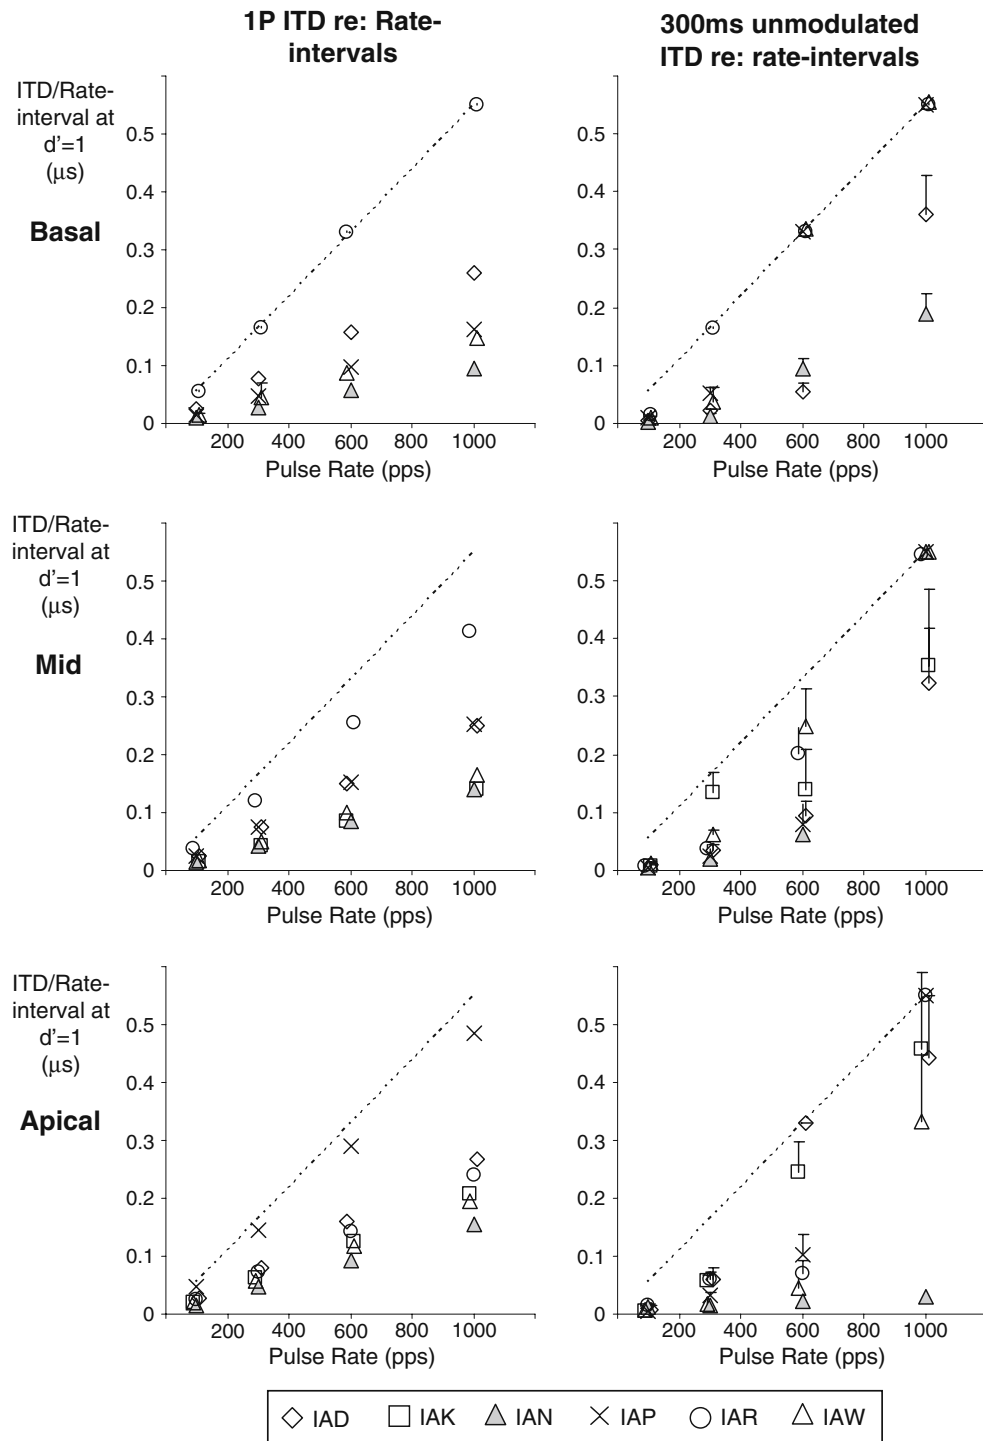 1P ITD re: Rate-
intervals
300ms unmodulated
ITD re: rate-intervals
ITD/Rate-
interval at
d'=1
(μs)
Basal
0.5
0.4
0.3
0.2
0.1
0
200 400 600 800 1000
Pulse Rate (pps)
0.5
0.4
0.3
0.2
0.1
0
200 400 600 800 1000
Pulse Rate (pps)
ITD/Rate-
interval at
d'=1
(μs)
Mid
0.5
0.4
0.3
0.2
0.1
0
200 400 600 800 1000
Pulse Rate (pps)
0.5
0.4
0.3
0.2
0.1
0
200 400 600 800 1000
Pulse Rate (pps)
ITD/Rate-
interval at
d'=1
(μs)
Apical
0.5
0.4
0.3
0.2
0.1
0
200 400 600 800 1000
Pulse Rate (pps)
0.5
0.4
0.3
0.2
0.1
0
200 400 600 800 1000
Pulse Rate (pps)
IAD IAK IAN IAP IAR IAW